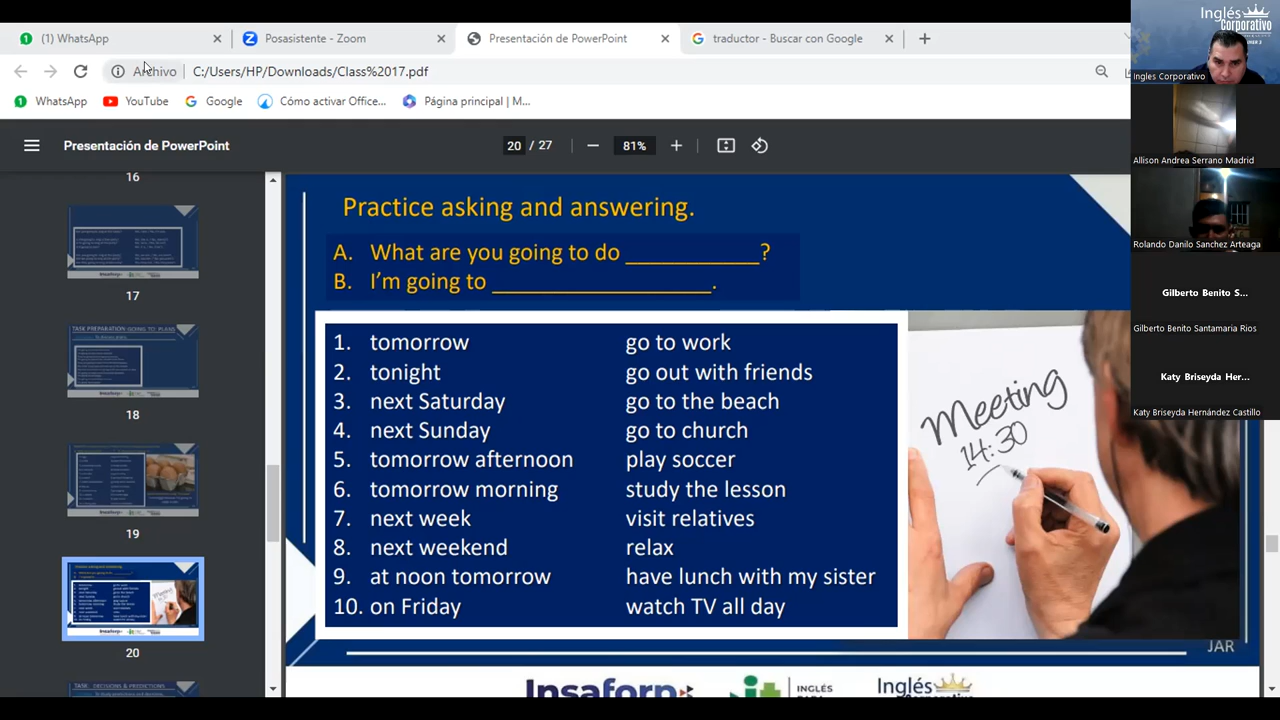 (1) WhatsApp
Posasistente - Zoom
Presentación de PowerPoint
traductor - Buscar con Google
Archivo
C:/Users/HP/Downloads/Class%2017.pdf
WhatsApp
YouTube
Google
Cómo activar Office...
Página principal | M...
Presentación de PowerPoint
20 / 27
81%
16
17
18
19
20
Practice asking and answering.
A. What are you going to do ____________?
B. I'm going to ___________________.
1. tomorrow go to work
2. tonight go out with friends
3. next Saturday go to the beach
4. next Sunday go to church
5. tomorrow afternoon play soccer
6. tomorrow morning study the lesson
7. next week visit relatives
8. next weekend relax
9. at noon tomorrow have lunch with my sister
10. on Friday watch TV all day
Meeting
14:30
JAR
Insaforp
INGLÉS
Inglés
Inglés
Corporativo
Ingles Corporativo
Allison Andrea Serrano Madrid
Rolando Danilo Sanchez Arteaga
Gilberto Benito S...
Gilberto Benito Santamaria Rios
Katy Briseyda Her...
Katy Briseyda Hernández Castillo